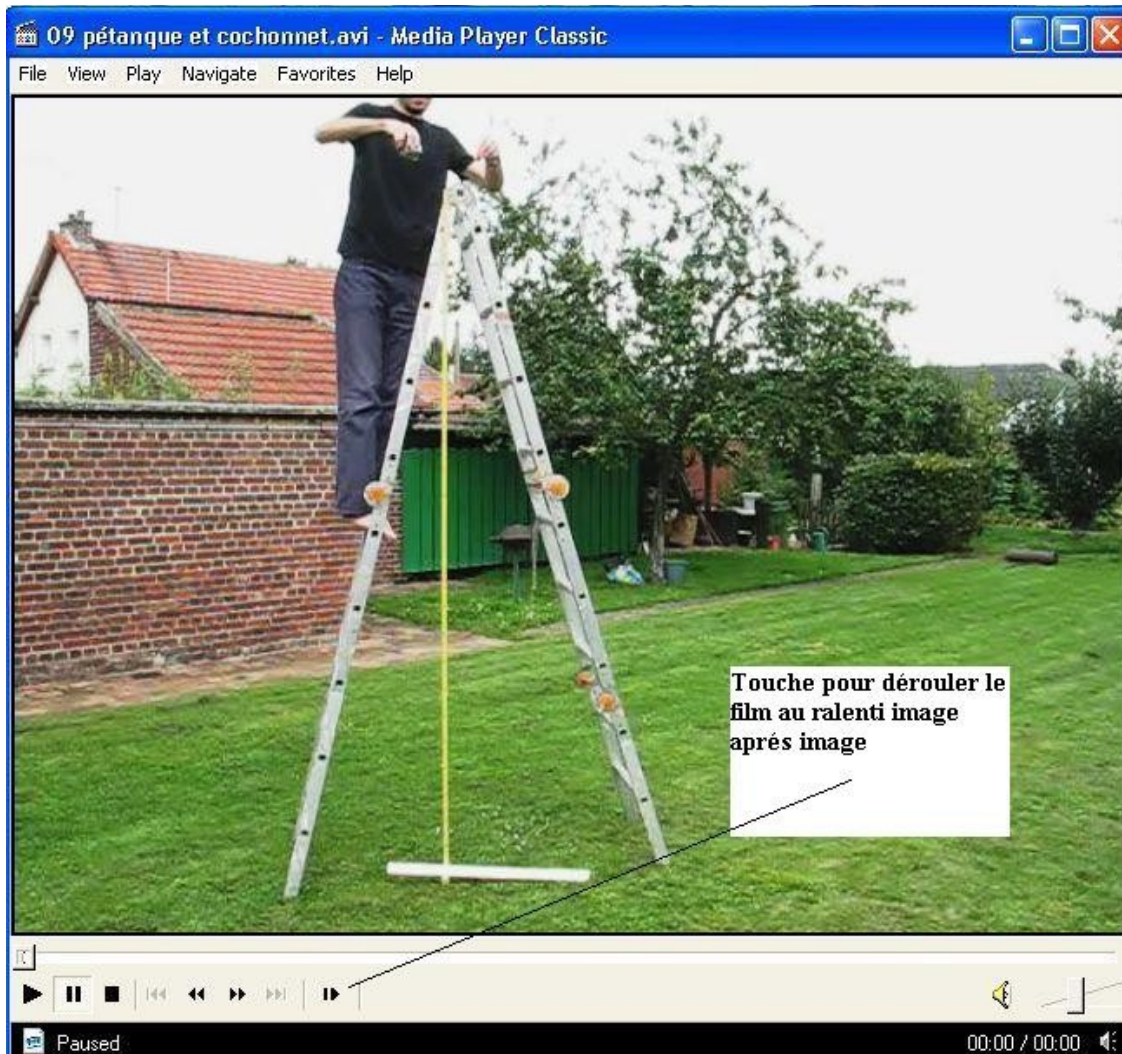 09 pétanque et cochonnet.avi - Media Player Classic
File View Play Navigate Favorites Help
Touche pour dérouler le
film au ralenti image
aprés image
Paused 00:00 / 00:00